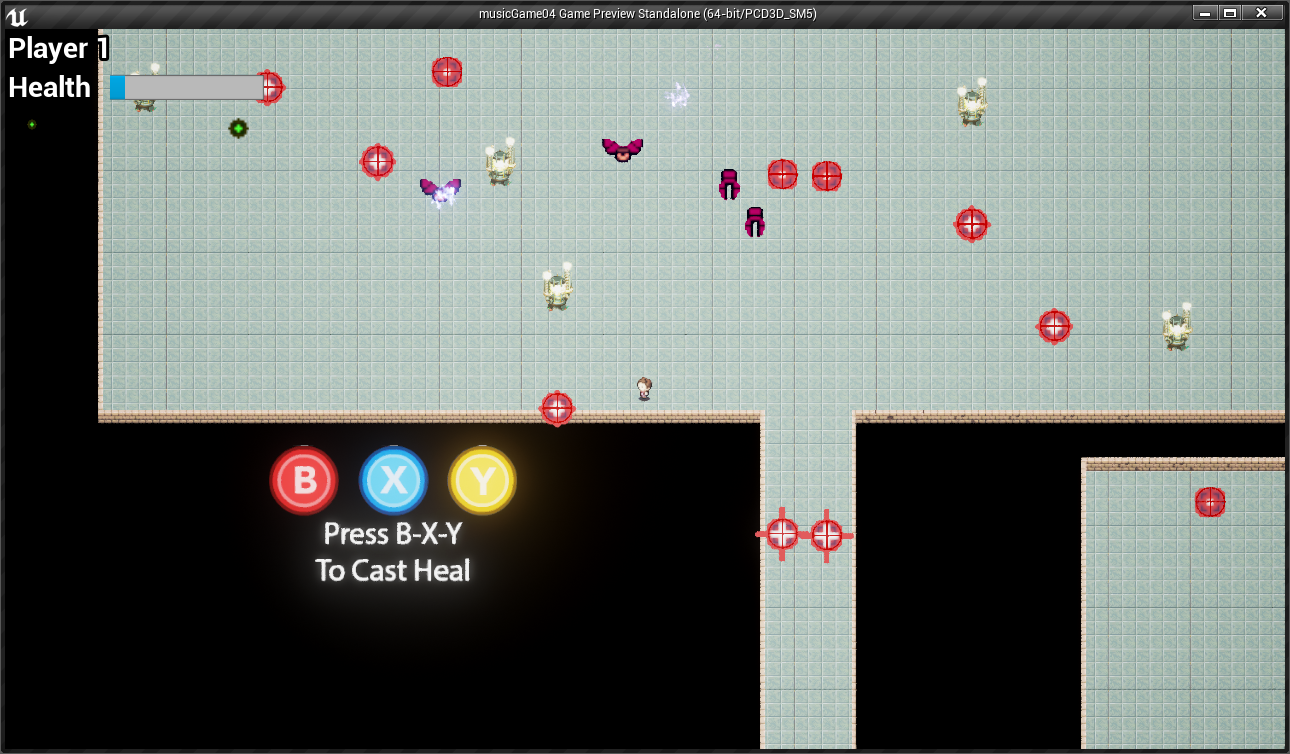 musicGame04 Game Preview Standalone (64-bit/PCD3D_SM5)
Player 1
Health
B X Y
Press B-X-Y
To Cast Heal